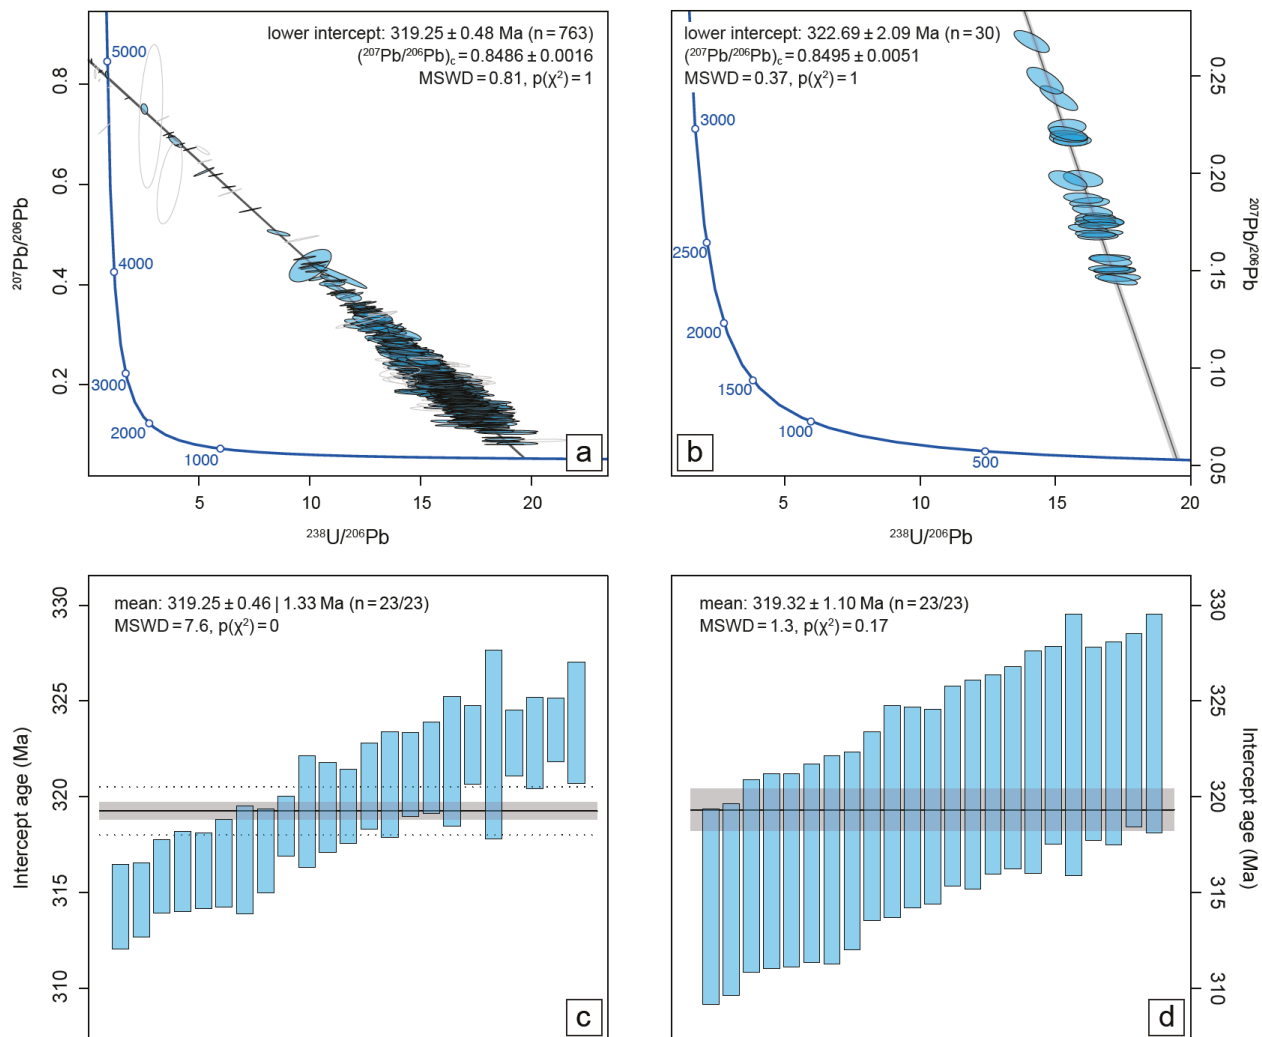 lower intercept: 319.25 ± 0.48 Ma (n = 763)
(²⁰⁷Pb/²⁰⁶Pb)c = 0.8486 ± 0.0016
MSWD = 0.81, p(χ²) = 1
5000
4000
3000
2000
1000
0.8
0.6
0.4
0.2
²⁰⁷Pb/²⁰⁶Pb
a
5
10
15
20
²³⁸U/²⁰⁶Pb
lower intercept: 322.69 ± 2.09 Ma (n = 30)
(²⁰⁷Pb/²⁰⁶Pb)c = 0.8495 ± 0.0051
MSWD = 0.37, p(χ²) = 1
3000
2500
2000
1500
1000
500
0.25
0.20
0.15
0.10
0.05
²⁰⁷Pb/²⁰⁶Pb
b
5
10
15
20
²³⁸U/²⁰⁶Pb
mean: 319.25 ± 0.46 | 1.33 Ma (n = 23/23)
MSWD = 7.6, p(χ²) = 0
330
325
320
315
310
Intercept age (Ma)
c
mean: 319.32 ± 1.10 Ma (n = 23/23)
MSWD = 1.3, p(χ²) = 0.17
330
325
320
315
310
Intercept age (Ma)
d